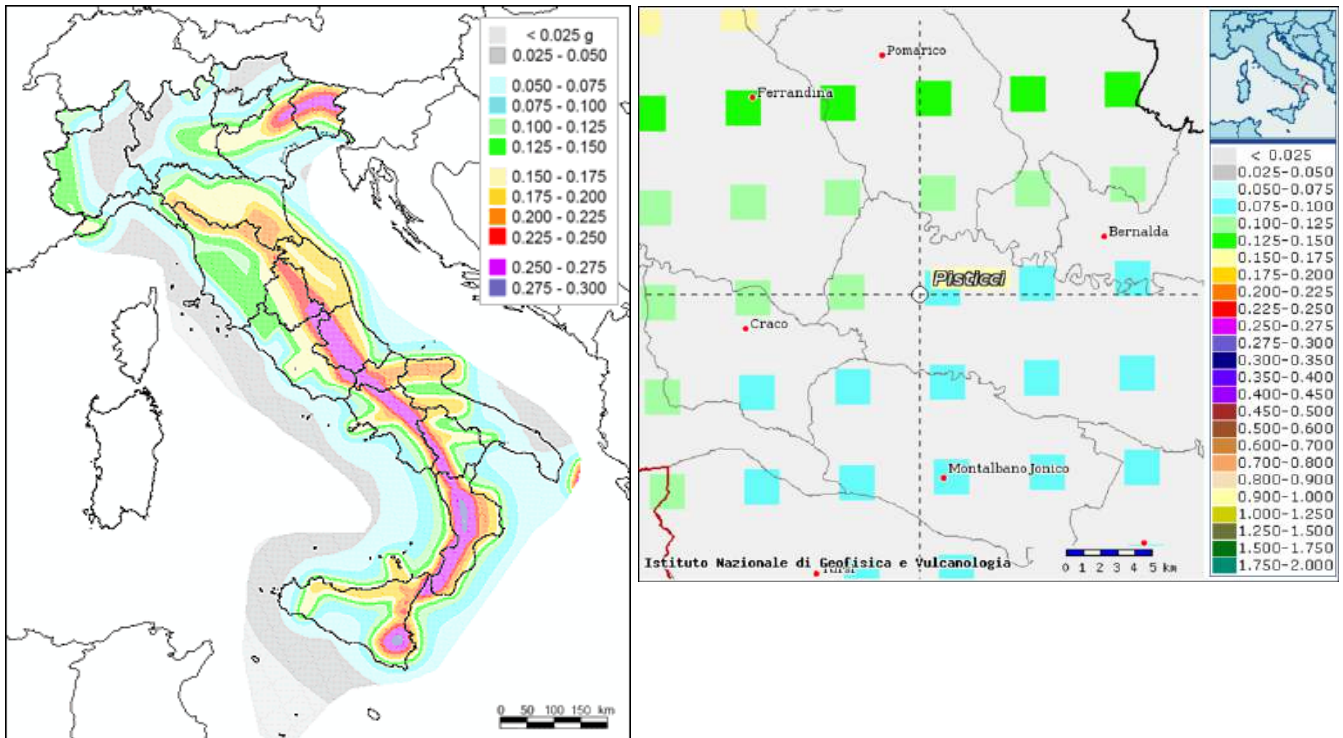 < 0.025 g
0.025 - 0.050
0.050 - 0.075
0.075 - 0.100
0.100 - 0.125
0.125 - 0.150
0.150 - 0.175
0.175 - 0.200
0.200 - 0.225
0.225 - 0.250
0.250 - 0.275
0.275 - 0.300
0 50 100 150 km
Pomarico
Ferrandina
Bernalda
Pisticci
Craco
Montalbano Jonico
Istituto Nazionale di Geofisica e Vulcanologia
Tursi
0 1 2 3 4 5 km
< 0.025
0.025-0.050
0.050-0.075
0.075-0.100
0.100-0.125
0.125-0.150
0.150-0.175
0.175-0.200
0.200-0.225
0.225-0.250
0.250-0.275
0.275-0.300
0.300-0.350
0.350-0.400
0.400-0.450
0.450-0.500
0.500-0.600
0.600-0.700
0.700-0.800
0.800-0.900
0.900-1.000
1.000-1.250
1.250-1.500
1.500-1.750
1.750-2.000